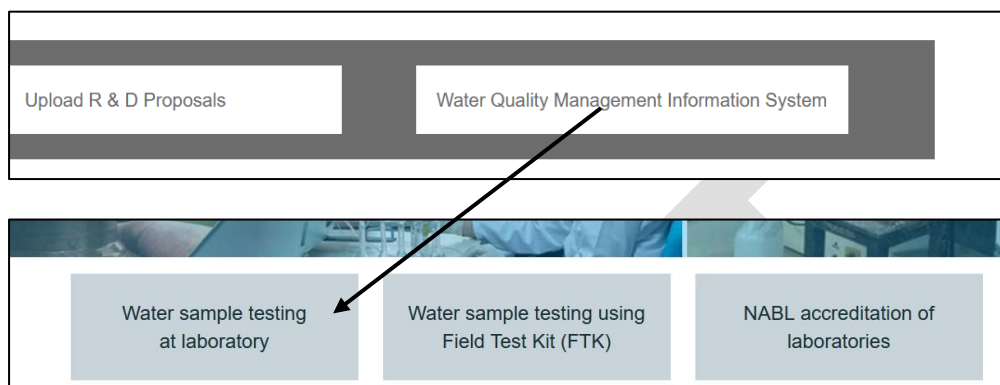 Upload R & D Proposals
Water Quality Management Information System
Water sample testing
at laboratory
Water sample testing using
Field Test Kit (FTK)
NABL accreditation of
laboratories